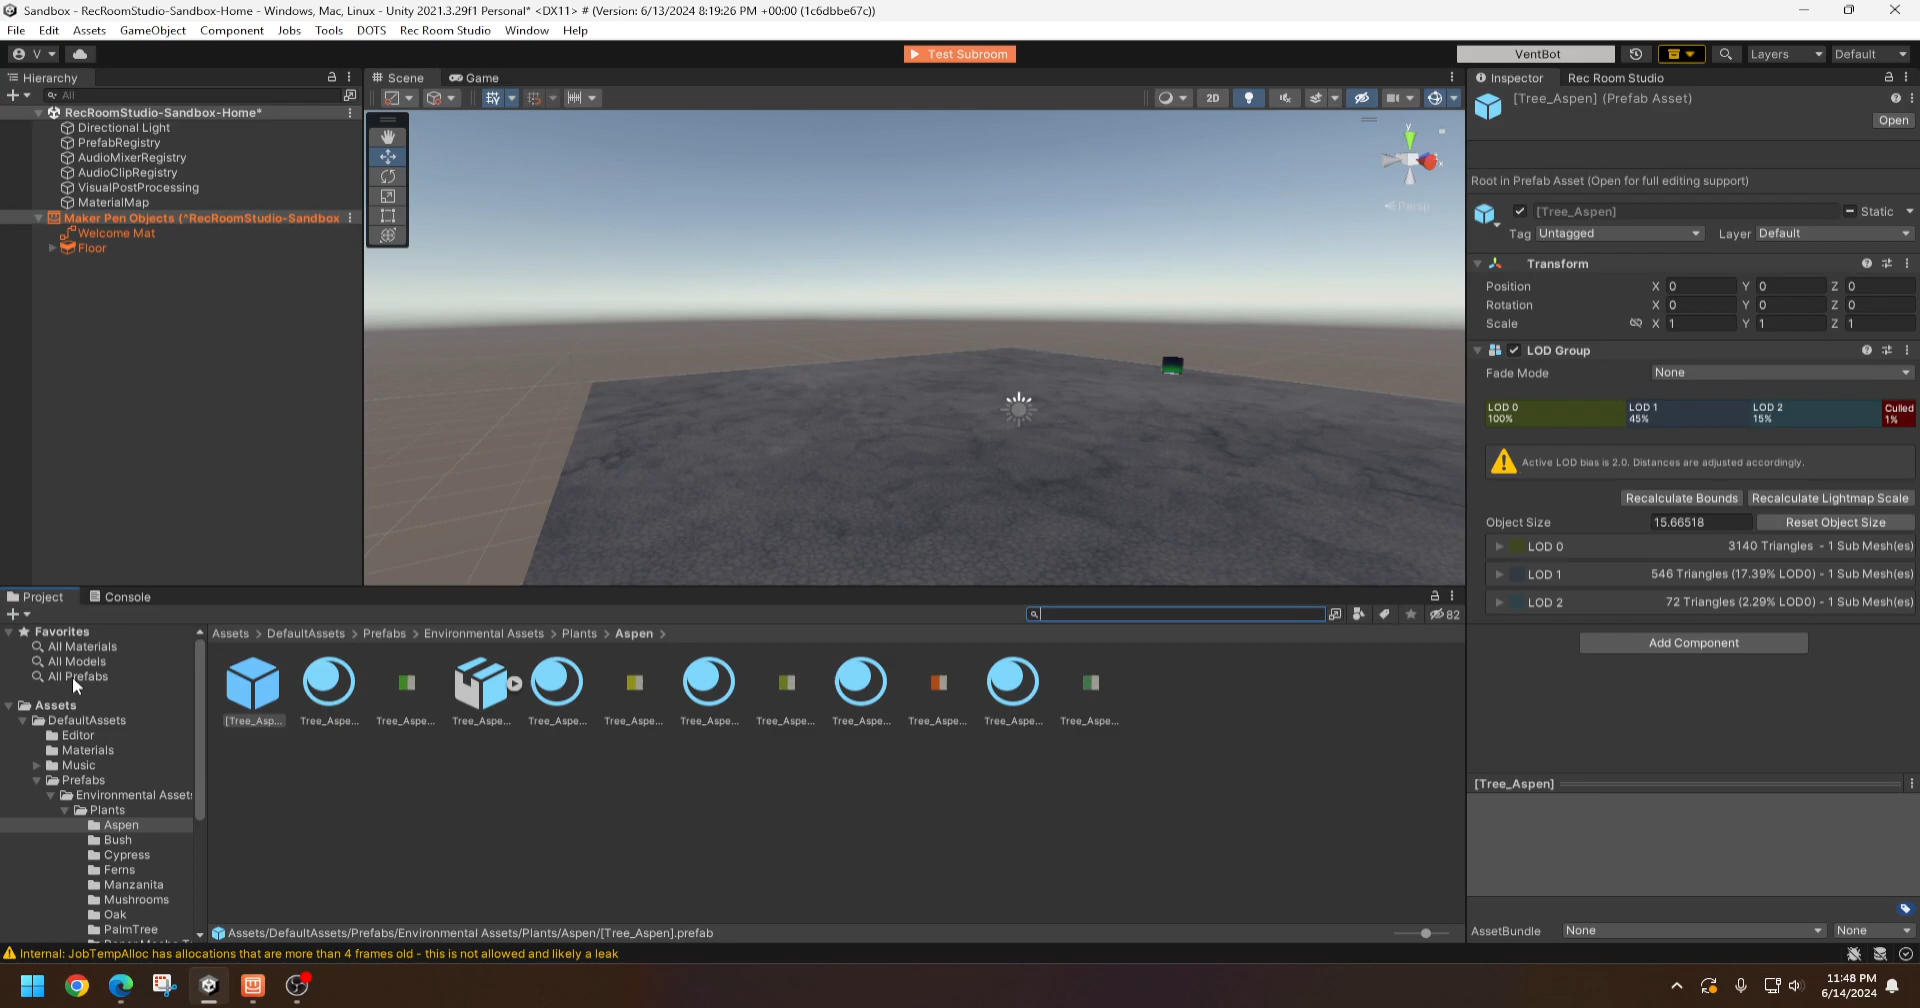 Sandbox - RecRoomStudio-Sandbox-Home - Windows, Mac, Linux - Unity 2021.3.29f1 Personal* <DX11> # (Version: 6/13/2024 8:19:26 PM +00:00 (1c6dbbe67c))
File Edit Assets GameObject Component Jobs Tools DOTS Rec Room Studio Window Help
V Test Subroom VentBot Layers Default
Hierarchy
All
RecRoomStudio-Sandbox-Home*
Directional Light
PrefabRegistry
AudioMixerRegistry
AudioClipRegistry
VisualPostProcessing
MaterialMap
Maker Pen Objects (^RecRoomStudio-Sandbox
Welcome Mat
Floor
Scene Game
2D
y
x
Persp
Inspector Rec Room Studio
[Tree_Aspen] (Prefab Asset)
Open
Root in Prefab Asset (Open for full editing support)
[Tree_Aspen] Static
Tag Untagged Layer Default
Transform
Position X 0 Y 0 Z 0
Rotation X 0 Y 0 Z 0
Scale X 1 Y 1 Z 1
LOD Group
Fade Mode None
LOD 0 LOD 1 LOD 2 Culled
100% 45% 15% 1%
Active LOD bias is 2.0. Distances are adjusted accordingly.
Recalculate Bounds Recalculate Lightmap Scale
Object Size 15.66518 Reset Object Size
LOD 0 3140 Triangles - 1 Sub Mesh(es)
LOD 1 546 Triangles (17.39% LOD0) - 1 Sub Mesh(es)
LOD 2 72 Triangles (2.29% LOD0) - 1 Sub Mesh(es)
Add Component
[Tree_Aspen]
AssetBundle None None
Project Console
82
Favorites
All Materials
All Models
All Prefabs
Assets
DefaultAssets
Editor
Materials
Music
Prefabs
Environmental Asset
Plants
Aspen
Bush
Cypress
Ferns
Manzanita
Mushrooms
Oak
PalmTree
Assets > DefaultAssets > Prefabs > Environmental Assets > Plants > Aspen >
[Tree_Asp... Tree_Aspe... Tree_Aspe... Tree_Aspe... Tree_Aspe... Tree_Aspe... Tree_Aspe... Tree_Aspe... Tree_Aspe... Tree_Aspe... Tree_Aspe... Tree_Aspe...
Assets/DefaultAssets/Prefabs/Environmental Assets/Plants/Aspen/[Tree_Aspen].prefab
Internal: JobTempAlloc has allocations that are more than 4 frames old - this is not allowed and likely a leak
11:48 PM
6/14/2024